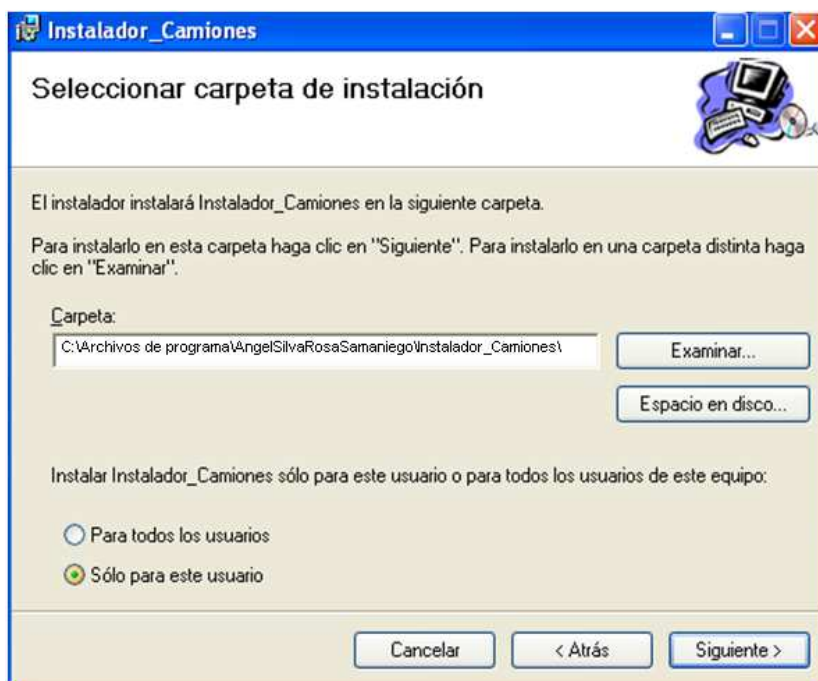 Instalador_Camiones
Seleccionar carpeta de instalación
El instalador instalará Instalador_Camiones en la siguiente carpeta.
Para instalarlo en esta carpeta haga clic en "Siguiente". Para instalarlo en una carpeta distinta haga
clic en "Examinar".
Carpeta:
C:\Archivos de programa\AngelSilvaRosaSamaniego\Instalador_Camiones\
Examinar...
Espacio en disco...
Instalar Instalador_Camiones sólo para este usuario o para todos los usuarios de este equipo:
Para todos los usuarios
Sólo para este usuario
Cancelar
< Atrás
Siguiente >